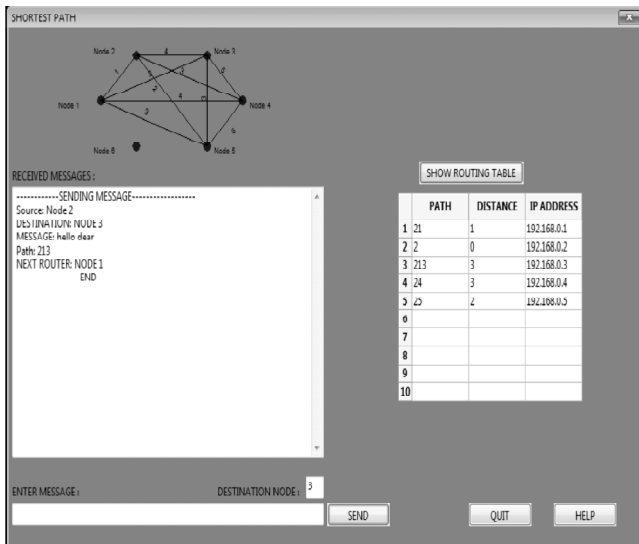 SHORTEST PATH
Node 2
4
Node 3
1
Node 1
4
Node 4
3
Node 6
Node 5
RECEIVED MESSAGES :
------------SENDING MESSAGE------------------
Source: Node 2
DESTINATION: NODE 3
MESSAGE: hello dear
Path: 213
NEXT ROUTER: NODE 1
END
SHOW ROUTING TABLE
PATH DISTANCE IP ADDRESS
1 21 1 192.168.0.1
2 2 0 192.168.0.2
3 213 3 192.168.0.3
4 24 3 192.168.0.4
5 25 2 192.168.0.5
6
7
8
9
10
ENTER MESSAGE :
DESTINATION NODE : 3
SEND
QUIT
HELP